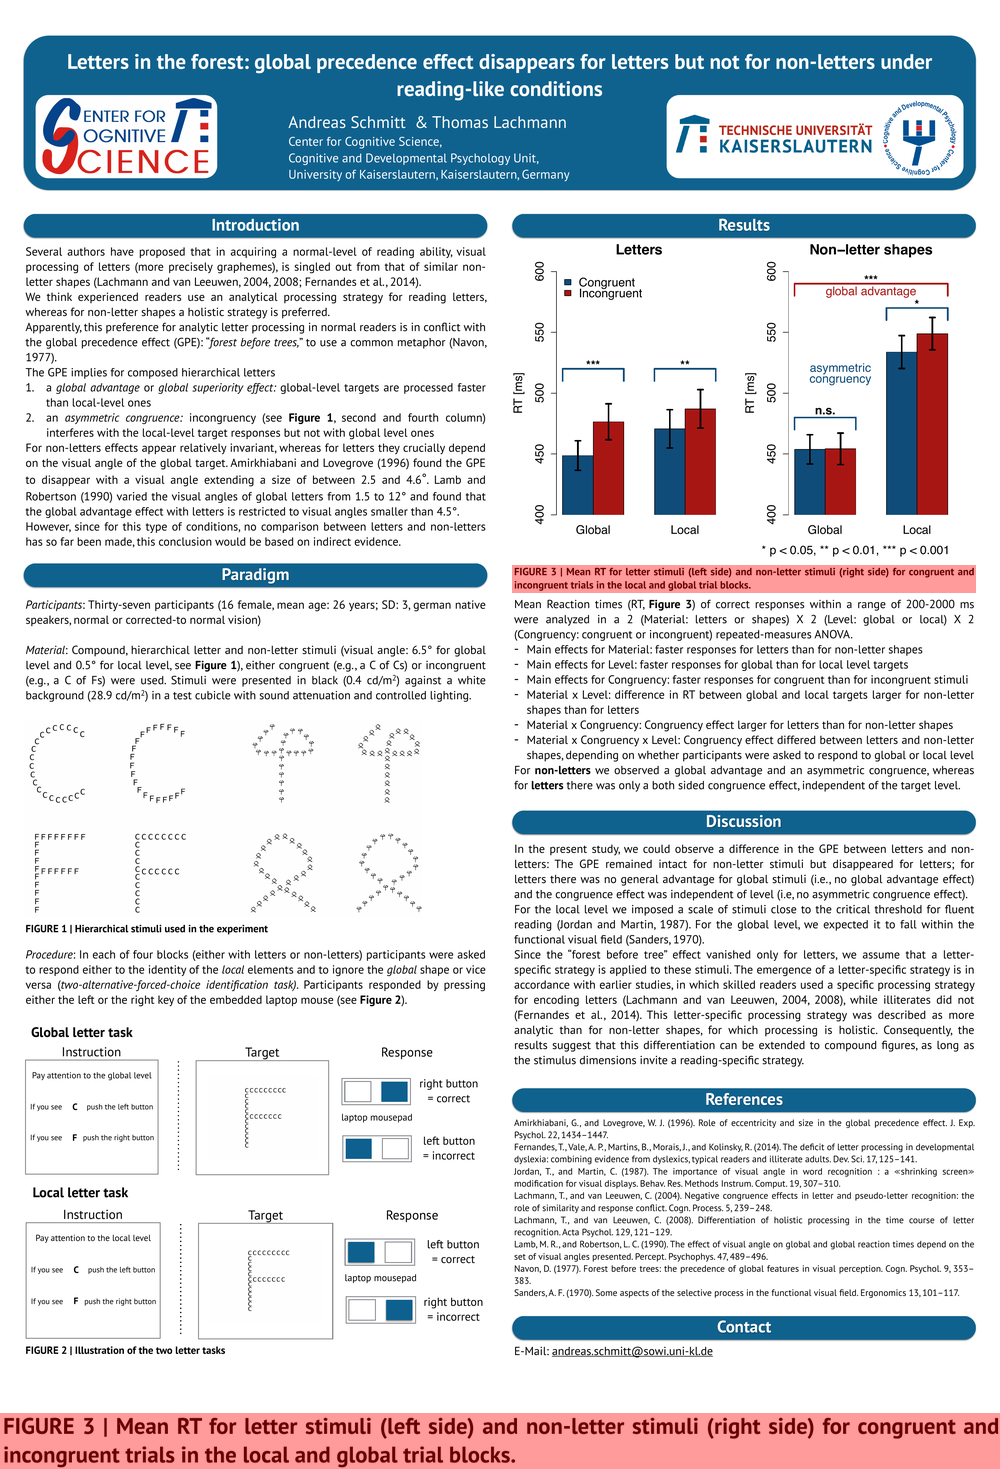 Letters in the forest: global precedence effect disappears for letters but not for non-letters under
reading-like conditions
CENTER FOR
COGNITIVE
SCIENCE
Andreas Schmitt & Thomas Lachmann
Center for Cognitive Science,
Cognitive and Developmental Psychology Unit,
University of Kaiserslautern, Kaiserslautern, Germany
TECHNISCHE UNIVERSITÄT
KAISERSLAUTERN
Cognitive and Developmental Psychology
Center for Cognitive Science
Introduction
Several authors have proposed that in acquiring a normal-level of reading ability, visual
processing of letters (more precisely graphemes), is singled out from that of similar non-
letter shapes (Lachmann and van Leeuwen, 2004, 2008; Fernandes et al., 2014).
We think experienced readers use an analytical processing strategy for reading letters,
whereas for non-letter shapes a holistic strategy is preferred.
Apparently, this preference for analytic letter processing in normal readers is in conflict with
the global precedence effect (GPE): “forest before trees,” to use a common metaphor (Navon,
1977).
The GPE implies for composed hierarchical letters
1. a global advantage or global superiority effect: global-level targets are processed faster
than local-level ones
2. an asymmetric congruence: incongruency (see Figure 1, second and fourth column)
interferes with the local-level target responses but not with global level ones
For non-letters effects appear relatively invariant, whereas for letters they crucially depend
on the visual angle of the global target. Amirkhiabani and Lovegrove (1996) found the GPE
to disappear with a visual angle extending a size of between 2.5 and 4.6°. Lamb and
Robertson (1990) varied the visual angles of global letters from 1.5 to 12° and found that
the global advantage effect with letters is restricted to visual angles smaller than 4.5°.
However, since for this type of conditions, no comparison between letters and non-letters
has so far been made, this conclusion would be based on indirect evidence.
Paradigm
Participants: Thirty-seven participants (16 female, mean age: 26 years; SD: 3, german native
speakers, normal or corrected-to normal vision)
Material: Compound, hierarchical letter and non-letter stimuli (visual angle: 6.5° for global
level and 0.5° for local level, see Figure 1), either congruent (e.g., a C of Cs) or incongruent
(e.g., a C of Fs) were used. Stimuli were presented in black (0.4 cd/m²) against a white
background (28.9 cd/m²) in a test cubicle with sound attenuation and controlled lighting.
FIGURE 1 | Hierarchical stimuli used in the experiment
Procedure: In each of four blocks (either with letters or non-letters) participants were asked
to respond either to the identity of the local elements and to ignore the global shape or vice
versa (two-alternative-forced-choice identification task). Participants responded by pressing
either the left or the right key of the embedded laptop mouse (see Figure 2).
Global letter task
Instruction Target Response
Pay attention to the global level
If you see C push the left button
If you see F push the right button
CCCCCCCCC
CCCCCCCC
right button
= correct
laptop mousepad
left button
= incorrect
Local letter task
Instruction Target Response
Pay attention to the local level
If you see C push the left button
If you see F push the right button
CCCCCCCCC
CCCCCCCC
left button
= correct
laptop mousepad
right button
= incorrect
FIGURE 2 | Illustration of the two letter tasks
Results
Letters
RT [ms]
600
550
500
450
400
Congruent
Incongruent
***
**
Global Local
Non–letter shapes
RT [ms]
600
550
500
450
400
***
global advantage
*
asymmetric
congruency
n.s.
Global Local
* p < 0.05, ** p < 0.01, *** p < 0.001
FIGURE 3 | Mean RT for letter stimuli (left side) and non-letter stimuli (right side) for congruent and
incongruent trials in the local and global trial blocks.
Mean Reaction times (RT, Figure 3) of correct responses within a range of 200-2000 ms
were analyzed in a 2 (Material: letters or shapes) X 2 (Level: global or local) X 2
(Congruency: congruent or incongruent) repeated-measures ANOVA.
- Main effects for Material: faster responses for letters than for non-letter shapes
- Main effects for Level: faster responses for global than for local level targets
- Main effects for Congruency: faster responses for congruent than for incongruent stimuli
- Material x Level: difference in RT between global and local targets larger for non-letter
shapes than for letters
- Material x Congruency: Congruency effect larger for letters than for non-letter shapes
- Material x Congruency x Level: Congruency effect differed between letters and non-letter
shapes, depending on whether participants were asked to respond to global or local level
For non-letters we observed a global advantage and an asymmetric congruence, whereas
for letters there was only a both sided congruence effect, independent of the target level.
Discussion
In the present study, we could observe a difference in the GPE between letters and non-
letters: The GPE remained intact for non-letter stimuli but disappeared for letters; for
letters there was no general advantage for global stimuli (i.e., no global advantage effect)
and the congruence effect was independent of level (i.e, no asymmetric congruence effect).
For the local level we imposed a scale of stimuli close to the critical threshold for fluent
reading (Jordan and Martin, 1987). For the global level, we expected it to fall within the
functional visual field (Sanders, 1970).
Since the “forest before tree” effect vanished only for letters, we assume that a letter-
specific strategy is applied to these stimuli. The emergence of a letter-specific strategy is in
accordance with earlier studies, in which skilled readers used a specific processing strategy
for encoding letters (Lachmann and van Leeuwen, 2004, 2008), while illiterates did not
(Fernandes et al., 2014). This letter-specific processing strategy was described as more
analytic than for non-letter shapes, for which processing is holistic. Consequently, the
results suggest that this differentiation can be extended to compound figures, as long as
the stimulus dimensions invite a reading-specific strategy.
References
Amirkhiabani, G., and Lovegrove, W. J. (1996). Role of eccentricity and size in the global precedence effect. J. Exp.
Psychol. 22, 1434–1447.
Fernandes, T., Vale, A. P., Martins, B., Morais, J., and Kolinsky, R. (2014). The deficit of letter processing in developmental
dyslexia: combining evidence from dyslexics, typical readers and illiterate adults. Dev. Sci. 17, 125–141.
Jordan, T., and Martin, C. (1987). The importance of visual angle in word recognition : a «shrinking screen»
modification for visual displays. Behav. Res. Methods Instrum. Comput. 19, 307–310.
Lachmann, T., and van Leeuwen, C. (2004). Negative congruence effects in letter and pseudo-letter recognition: the
role of similarity and response conflict. Cogn. Process. 5, 239–248.
Lachmann, T., and van Leeuwen, C. (2008). Differentiation of holistic processing in the time course of letter
recognition. Acta Psychol. 129, 121–129.
Lamb, M. R., and Robertson, L. C. (1990). The effect of visual angle on global and global reaction times depend on the
set of visual angles presented. Percept. Psychophys. 47, 489–496.
Navon, D. (1977). Forest before trees: the precedence of global features in visual perception. Cogn. Psychol. 9, 353–
383.
Sanders, A. F. (1970). Some aspects of the selective process in the functional visual field. Ergonomics 13, 101–117.
Contact
E-Mail: andreas.schmitt@sowi.uni-kl.de
FIGURE 3 | Mean RT for letter stimuli (left side) and non-letter stimuli (right side) for congruent and
incongruent trials in the local and global trial blocks.